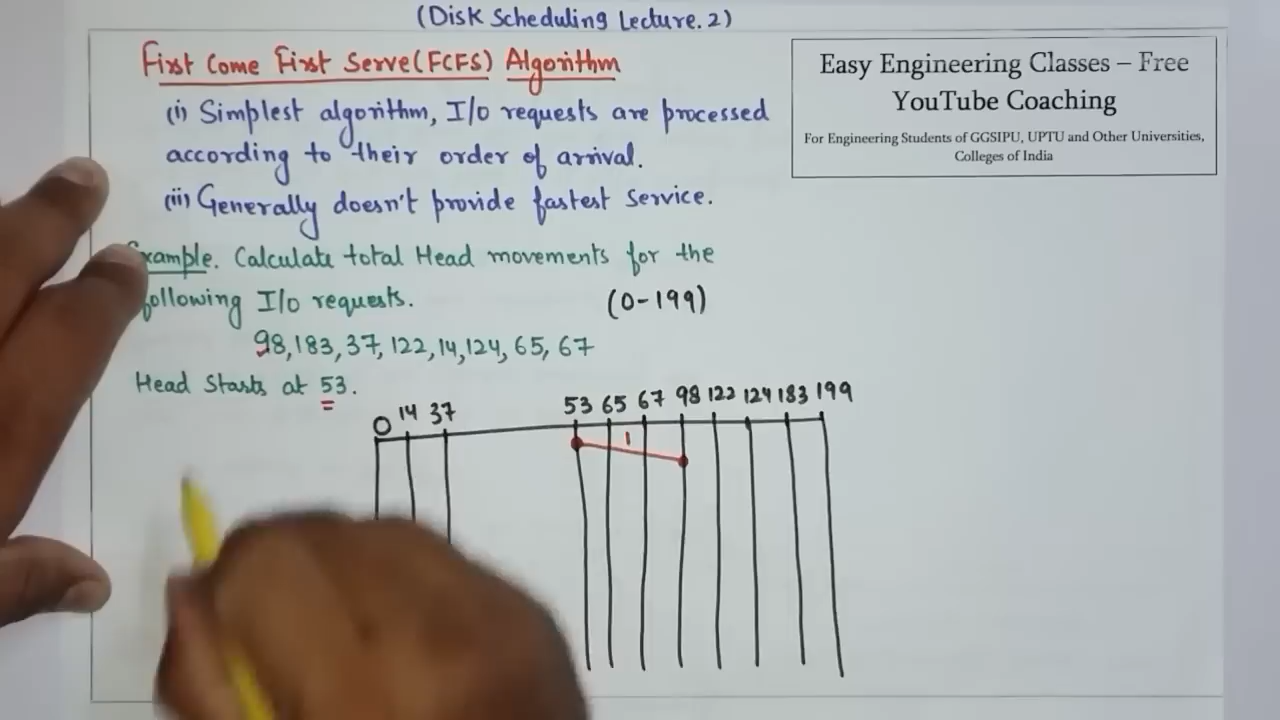 (Disk Scheduling Lecture. 2)
First Come First Serve (FCFS) Algorithm
(i) Simplest algorithm, I/o requests are processed
according to their order of arrival.
(ii) Generally doesn't provide fastest service.
Easy Engineering Classes – Free
YouTube Coaching
For Engineering Students of GGSIPU, UPTU and Other Universities,
Colleges of India
Example. Calculate total Head movements for the
following I/o requests. (0-199)
98, 183, 37, 122, 14, 124, 65, 67
Head Starts at 53.
0 14 37 53 65 67 98 122 124 183 199
1